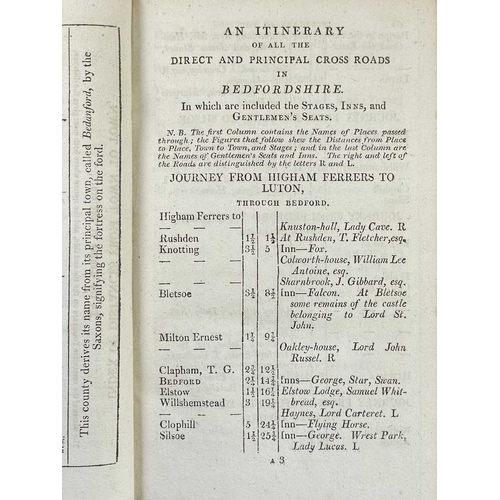 This county derives its name from its principal town, called Bedanford, by the
Saxons, signifying the fortress on the ford.
AN ITINERARY
OF ALL THE
DIRECT AND PRINCIPAL CROSS ROADS
IN
BEDFORDSHIRE.
In which are included the STAGES, INNS, and
GENTLEMEN'S SEATS.
N. B. The first Column contains the Names of Places passed
through; the Figures that follow shew the Distances from Place
to Place, Town to Town, and Stages; and in the last Column are
the Names of Gentlemen's Seats and Inns. The right and left of
the Roads are distinguished by the letters R and L.
JOURNEY FROM HIGHAM FERRERS TO
LUTON,
THROUGH BEDFORD.
Higham Ferrers to
— — — Knuston-hall, Lady Cave. R
Rushden 1½ 1½ At Rushden, T. Fletcher, esq.
Knotting 3½ 5 Inn—Fox.
— — — Colworth-house, William Lee
Antoine, esq.
— — — Sharnbrook, J. Gibbard, esq.
Bletsoe 3½ 8½ Inn—Falcon. At Bletsoe
some remains of the castle
belonging to Lord St.
John.
Milton Ernest 1¼ 9¾
— — — Oakley-house, Lord John
Russel. R
Clapham, T. G. 2¾ 12½
BEDFORD 2¼ 14¾ Inns—George, Star, Swan.
Elstow 1½ 16¼ Elstow Lodge, Samuel Whit-
Willshemstead 3 19¼ bread, esq.
— — — Haynes, Lord Carteret. L
Clophill 5 24¼ Inn—Flying Horse.
Silsoe 1½ 25¾ Inn—George. Wrest Park,
Lady Lucas. L
A 3